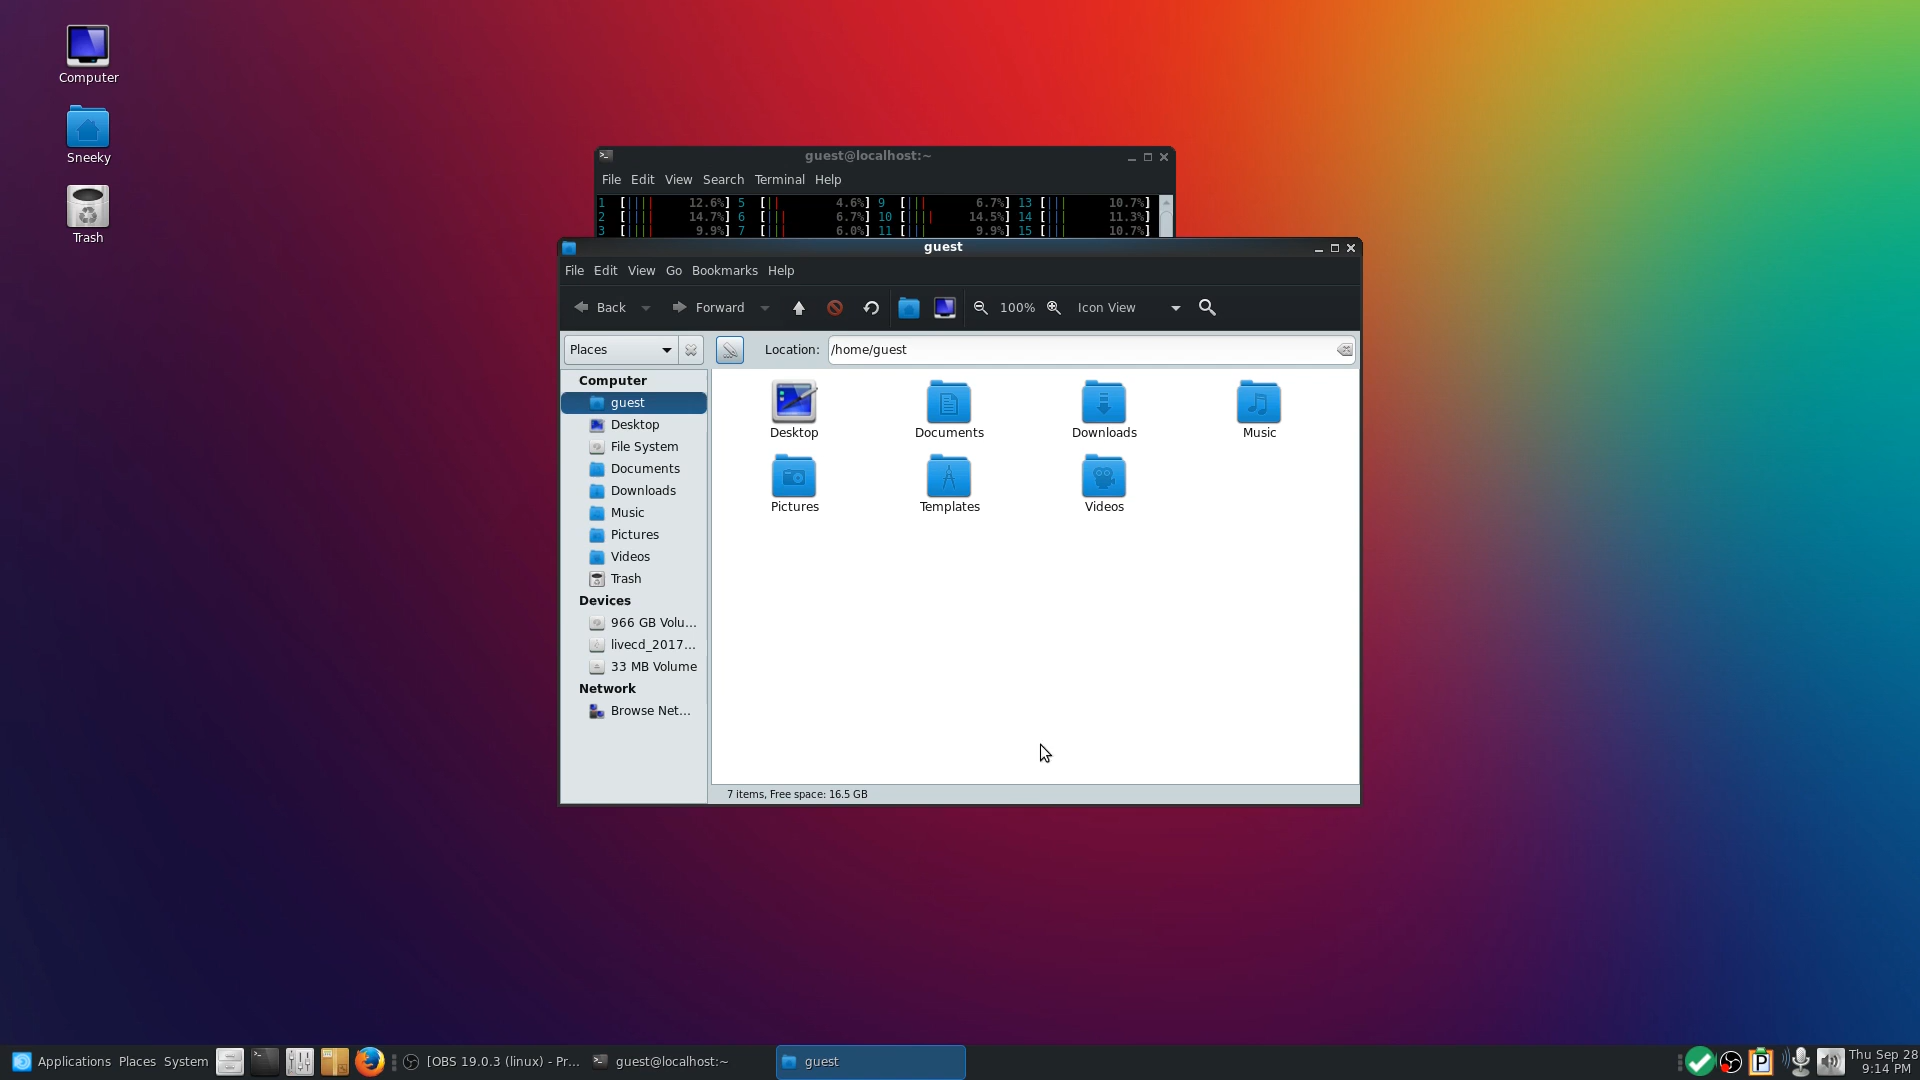 Computer
Sneeky
Trash
guest@localhost:~
File Edit View Search Terminal Help
1 [|||| 12.6%] 5 [|| 4.6%] 9 [||| 6.7%] 13 [||| 10.7%]
2 [|||| 14.7%] 6 [||| 6.7%] 10 [|||| 14.5%] 14 [||| 11.3%]
3 [|||| 9.9%] 7 [||| 6.0%] 11 [||| 9.9%] 15 [||| 10.7%]
guest
File Edit View Go Bookmarks Help
Back Forward 100% Icon View
Places Location: /home/guest
Computer
guest
Desktop
File System
Documents
Downloads
Music
Pictures
Videos
Trash
Devices
966 GB Volu...
livecd_2017...
33 MB Volume
Network
Browse Net...
Desktop Documents Downloads Music
Pictures Templates Videos
7 items, Free space: 16.5 GB
Applications Places System [OBS 19.0.3 (linux) - Pr... guest@localhost:~ guest P Thu Sep 28
9:14 PM